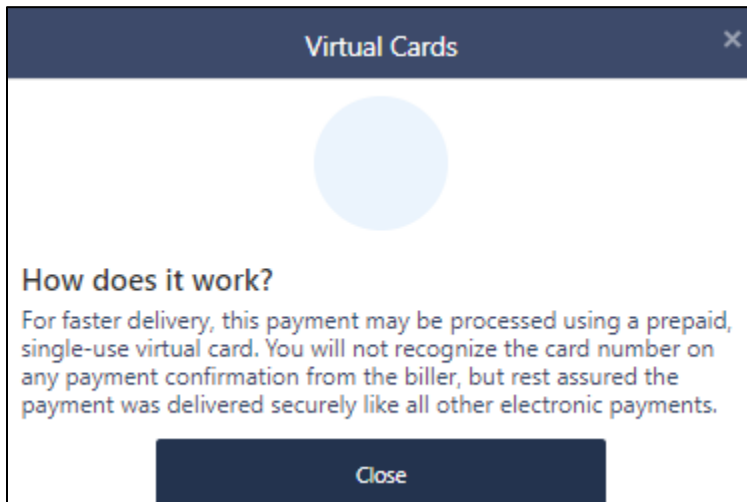 Virtual Cards
×
How does it work?
For faster delivery, this payment may be processed using a prepaid,
single-use virtual card. You will not recognize the card number on
any payment confirmation from the biller, but rest assured the
payment was delivered securely like all other electronic payments.
Close